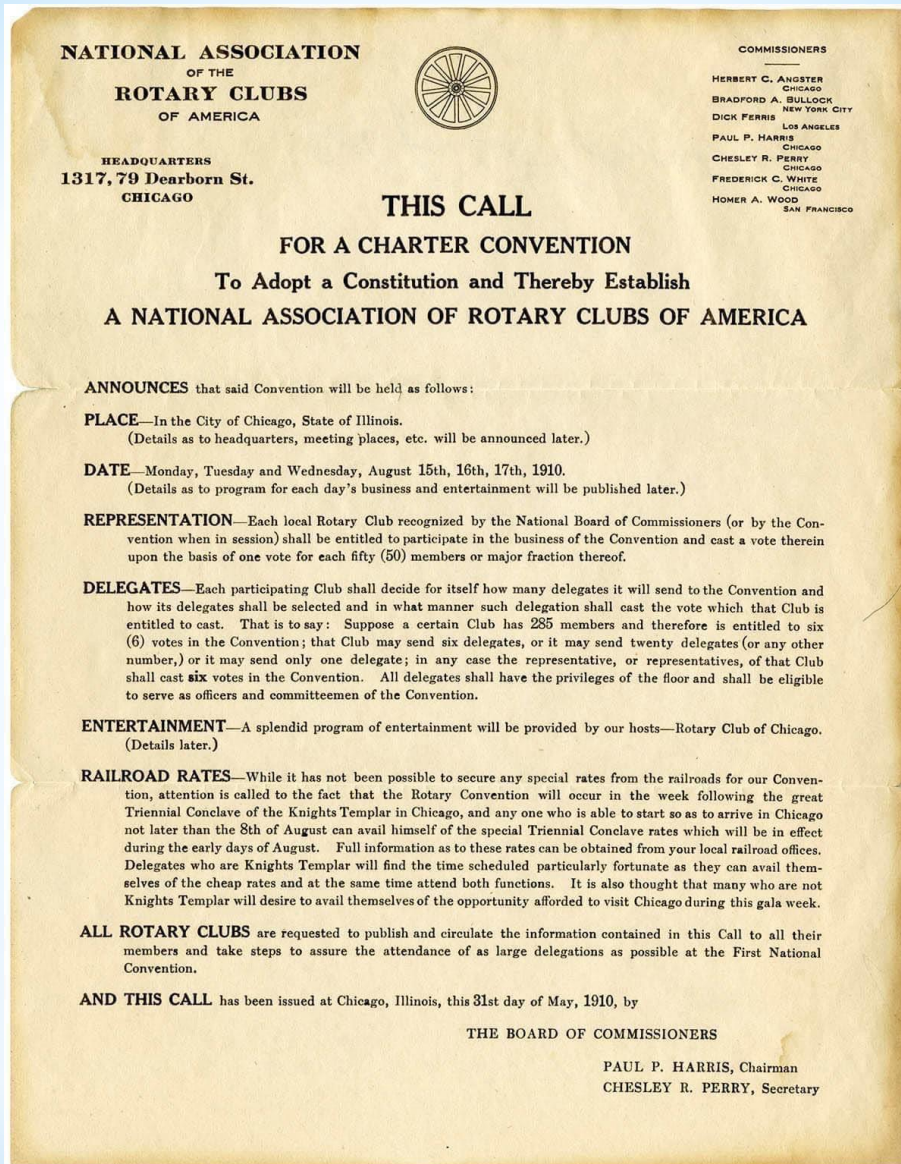 NATIONAL ASSOCIATION
OF THE
ROTARY CLUBS
OF AMERICA
HEADQUARTERS
1317, 79 Dearborn St.
CHICAGO
COMMISSIONERS
HERBERT C. ANGSTER
CHICAGO
BRADFORD A. BULLOCK
NEW YORK CITY
DICK FERRIS
LOS ANGELES
PAUL P. HARRIS
CHICAGO
CHESLEY R. PERRY
CHICAGO
FREDERICK C. WHITE
CHICAGO
HOMER A. WOOD
SAN FRANCISCO
THIS CALL
FOR A CHARTER CONVENTION
To Adopt a Constitution and Thereby Establish
A NATIONAL ASSOCIATION OF ROTARY CLUBS OF AMERICA
ANNOUNCES that said Convention will be held as follows:
PLACE—In the City of Chicago, State of Illinois.
(Details as to headquarters, meeting places, etc. will be announced later.)
DATE—Monday, Tuesday and Wednesday, August 15th, 16th, 17th, 1910.
(Details as to program for each day's business and entertainment will be published later.)
REPRESENTATION—Each local Rotary Club recognized by the National Board of Commissioners (or by the Con-
vention when in session) shall be entitled to participate in the business of the Convention and cast a vote therein
upon the basis of one vote for each fifty (50) members or major fraction thereof.
DELEGATES—Each participating Club shall decide for itself how many delegates it will send to the Convention and
how its delegates shall be selected and in what manner such delegation shall cast the vote which that Club is
entitled to cast. That is to say: Suppose a certain Club has 285 members and therefore is entitled to six
(6) votes in the Convention; that Club may send six delegates, or it may send twenty delegates (or any other
number,) or it may send only one delegate; in any case the representative, or representatives, of that Club
shall cast six votes in the Convention. All delegates shall have the privileges of the floor and shall be eligible
to serve as officers and committeemen of the Convention.
ENTERTAINMENT—A splendid program of entertainment will be provided by our hosts—Rotary Club of Chicago.
(Details later.)
RAILROAD RATES—While it has not been possible to secure any special rates from the railroads for our Conven-
tion, attention is called to the fact that the Rotary Convention will occur in the week following the great
Triennial Conclave of the Knights Templar in Chicago, and any one who is able to start so as to arrive in Chicago
not later than the 8th of August can avail himself of the special Triennial Conclave rates which will be in effect
during the early days of August. Full information as to these rates can be obtained from your local railroad offices.
Delegates who are Knights Templar will find the time scheduled particularly fortunate as they can avail them-
selves of the cheap rates and at the same time attend both functions. It is also thought that many who are not
Knights Templar will desire to avail themselves of the opportunity afforded to visit Chicago during this gala week.
ALL ROTARY CLUBS are requested to publish and circulate the information contained in this Call to all their
members and take steps to assure the attendance of as large delegations as possible at the First National
Convention.
AND THIS CALL has been issued at Chicago, Illinois, this 31st day of May, 1910, by
THE BOARD OF COMMISSIONERS
PAUL P. HARRIS, Chairman
CHESLEY R. PERRY, Secretary